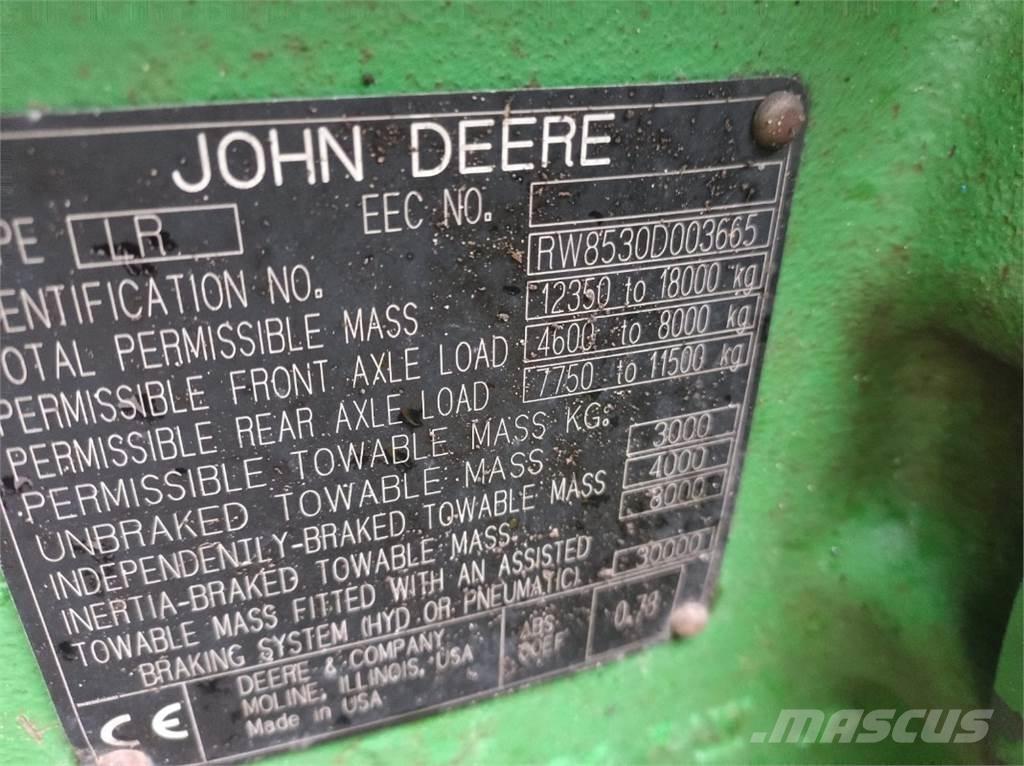 JOHN DEERE
PE LR EEC NO.
ENTIFICATION NO. RW8530D003665
OTAL PERMISSIBLE MASS 12350 to 18000 kg
PERMISSIBLE FRONT AXLE LOAD 4600 to 8000 kg
PERMISSIBLE REAR AXLE LOAD 7750 to 11500 kg
PERMISSIBLE TOWABLE MASS KG:
UNBRAKED TOWABLE MASS 3000
INDEPENDENILY-BRAKED TOWABLE MASS 4000
INERTIA-BRAKED TOWABLE MASS. 8000
TOWABLE MASS FITTED WITH AN ASSISTED
BRAKING SYSTEM (HYD OR PNEUMATIC). 30000
CE
DEERE & COMPANY
MOLINE, ILLINOIS, USA
Made in USA
ABS.
COEF
0.78
MASCUS